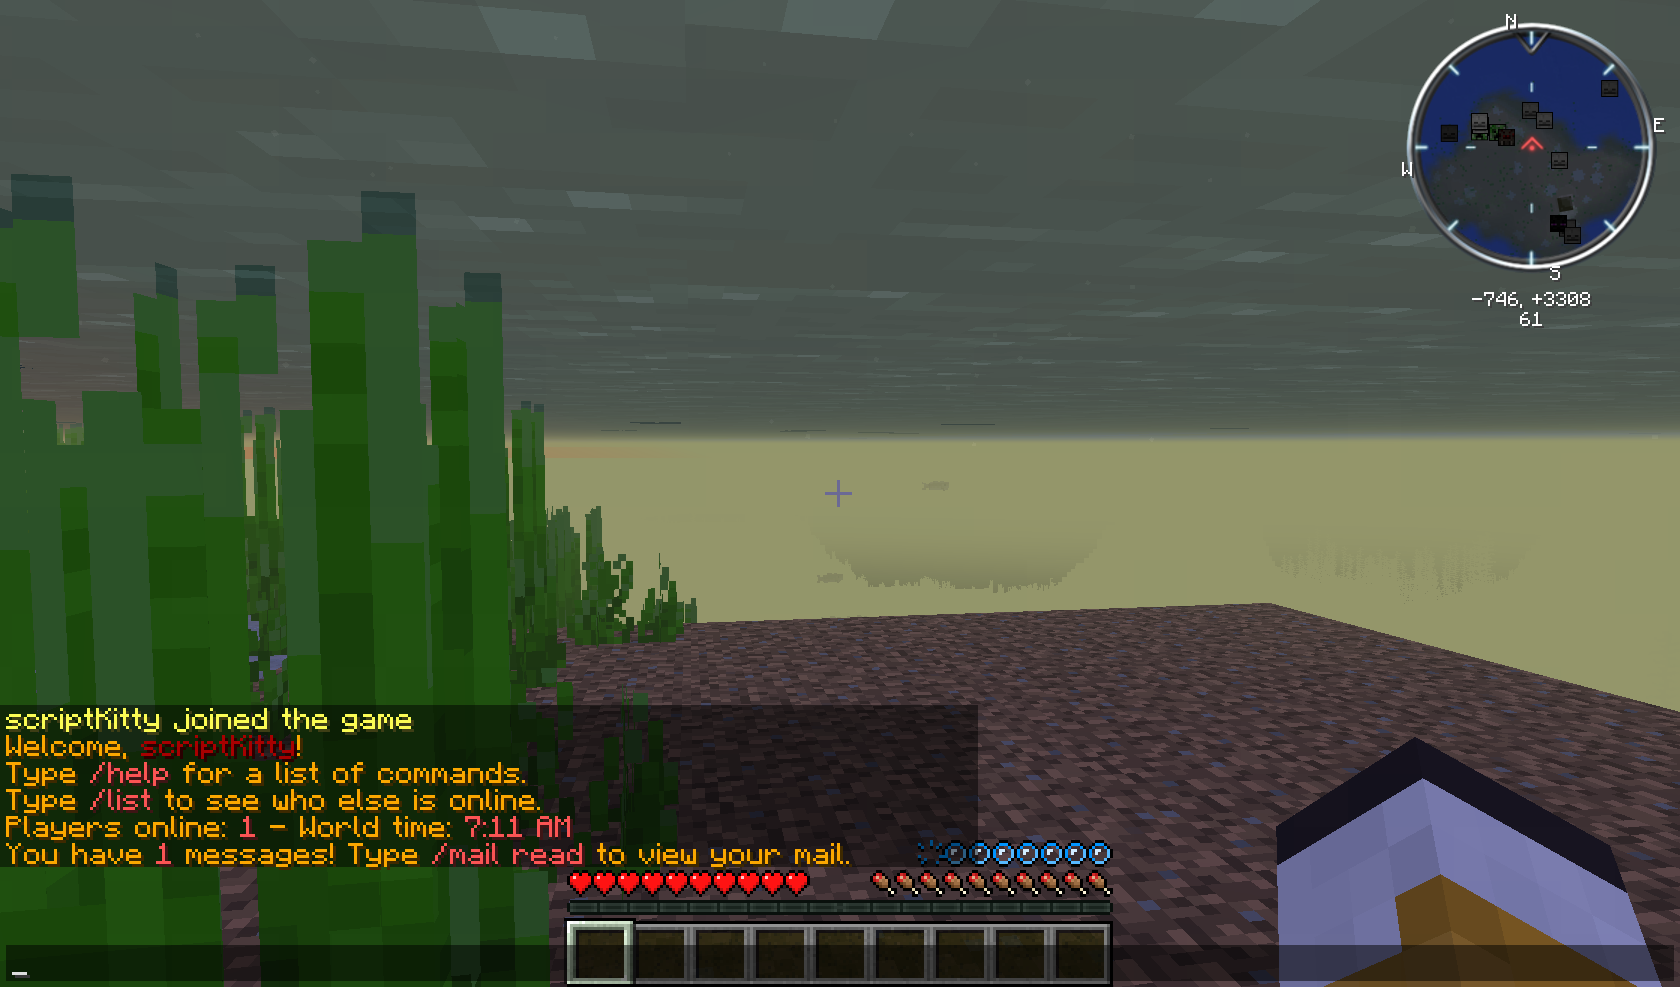 N
E
W
S
-746, +3308
61
scriptKitty joined the game
Welcome, scriptKitty!
Type /help for a list of commands.
Type /list to see who else is online.
Players online: 1 - World time: 7:11 AM
You have 1 messages! Type /mail read to view your mail.
_